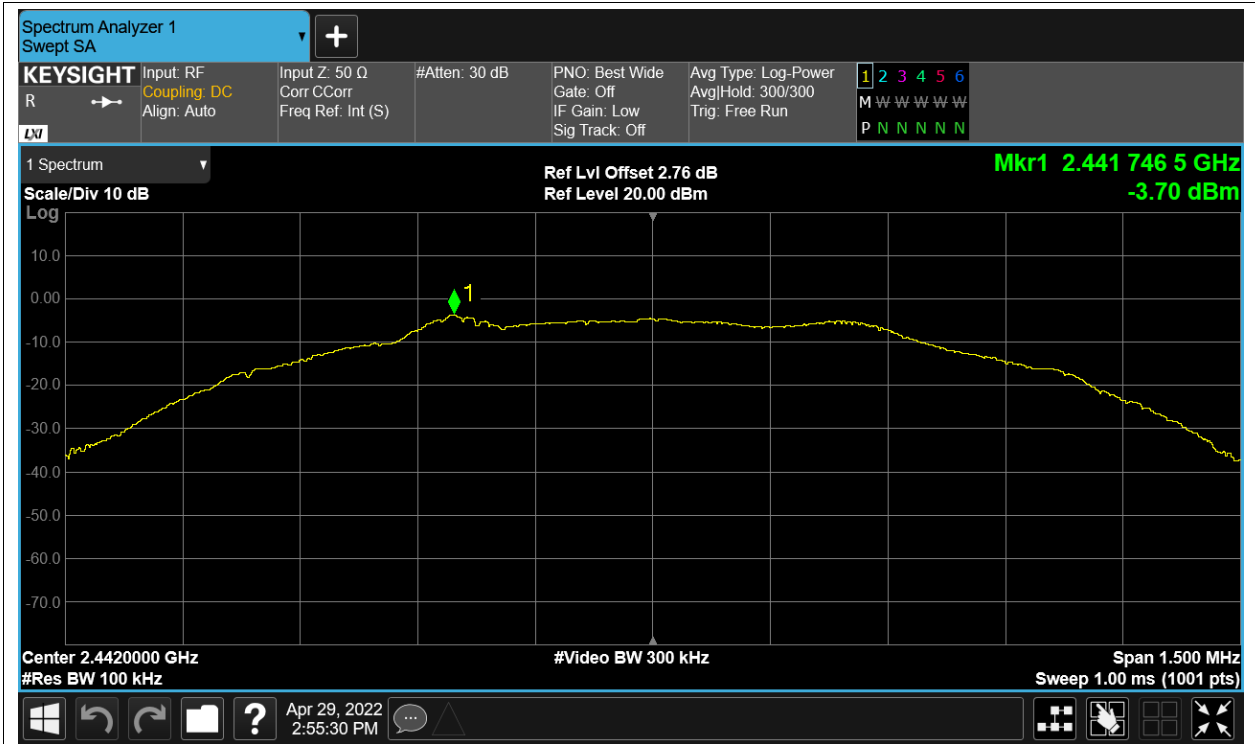 Spectrum Analyzer 1
Swept SA
▼
+
KEYSIGHT
R
LXI
Input: RF
Coupling: DC
Align: Auto
Input Z: 50 Ω
Corr CCorr
Freq Ref: Int (S)
#Atten: 30 dB
PNO: Best Wide
Gate: Off
IF Gain: Low
Sig Track: Off
Avg Type: Log-Power
Avg|Hold: 300/300
Trig: Free Run
1 2 3 4 5 6
M W W W W W
P N N N N N
1 Spectrum ▼
Scale/Div 10 dB
Log
Ref Lvl Offset 2.76 dB
Ref Level 20.00 dBm
Mkr1 2.441 746 5 GHz
-3.70 dBm
1
10.0
0.00
-10.0
-20.0
-30.0
-40.0
-50.0
-60.0
-70.0
Center 2.4420000 GHz
#Res BW 100 kHz
#Video BW 300 kHz
Span 1.500 MHz
Sweep 1.00 ms (1001 pts)
?
Apr 29, 2022
2:55:30 PM